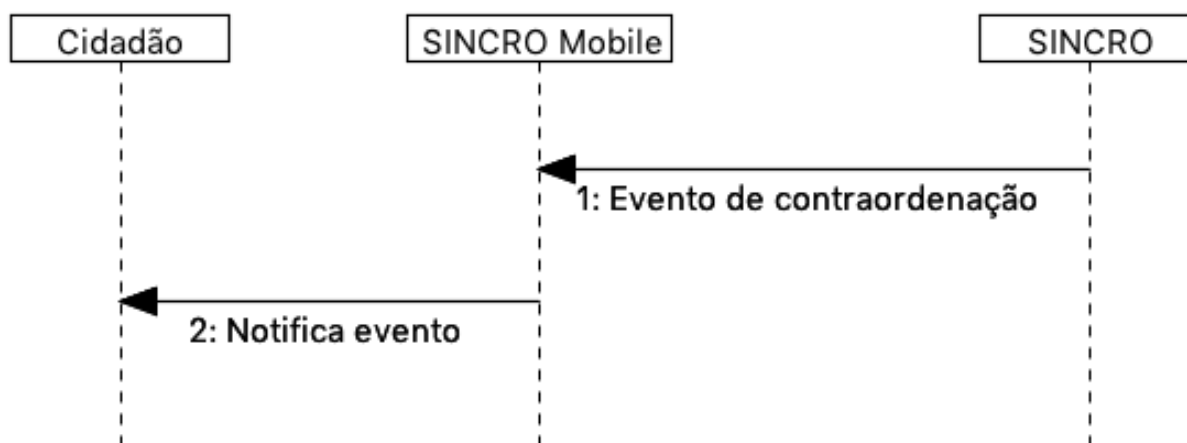 Cidadão
SINCRO Mobile
SINCRO
1: Evento de contraordenação
2: Notifica evento